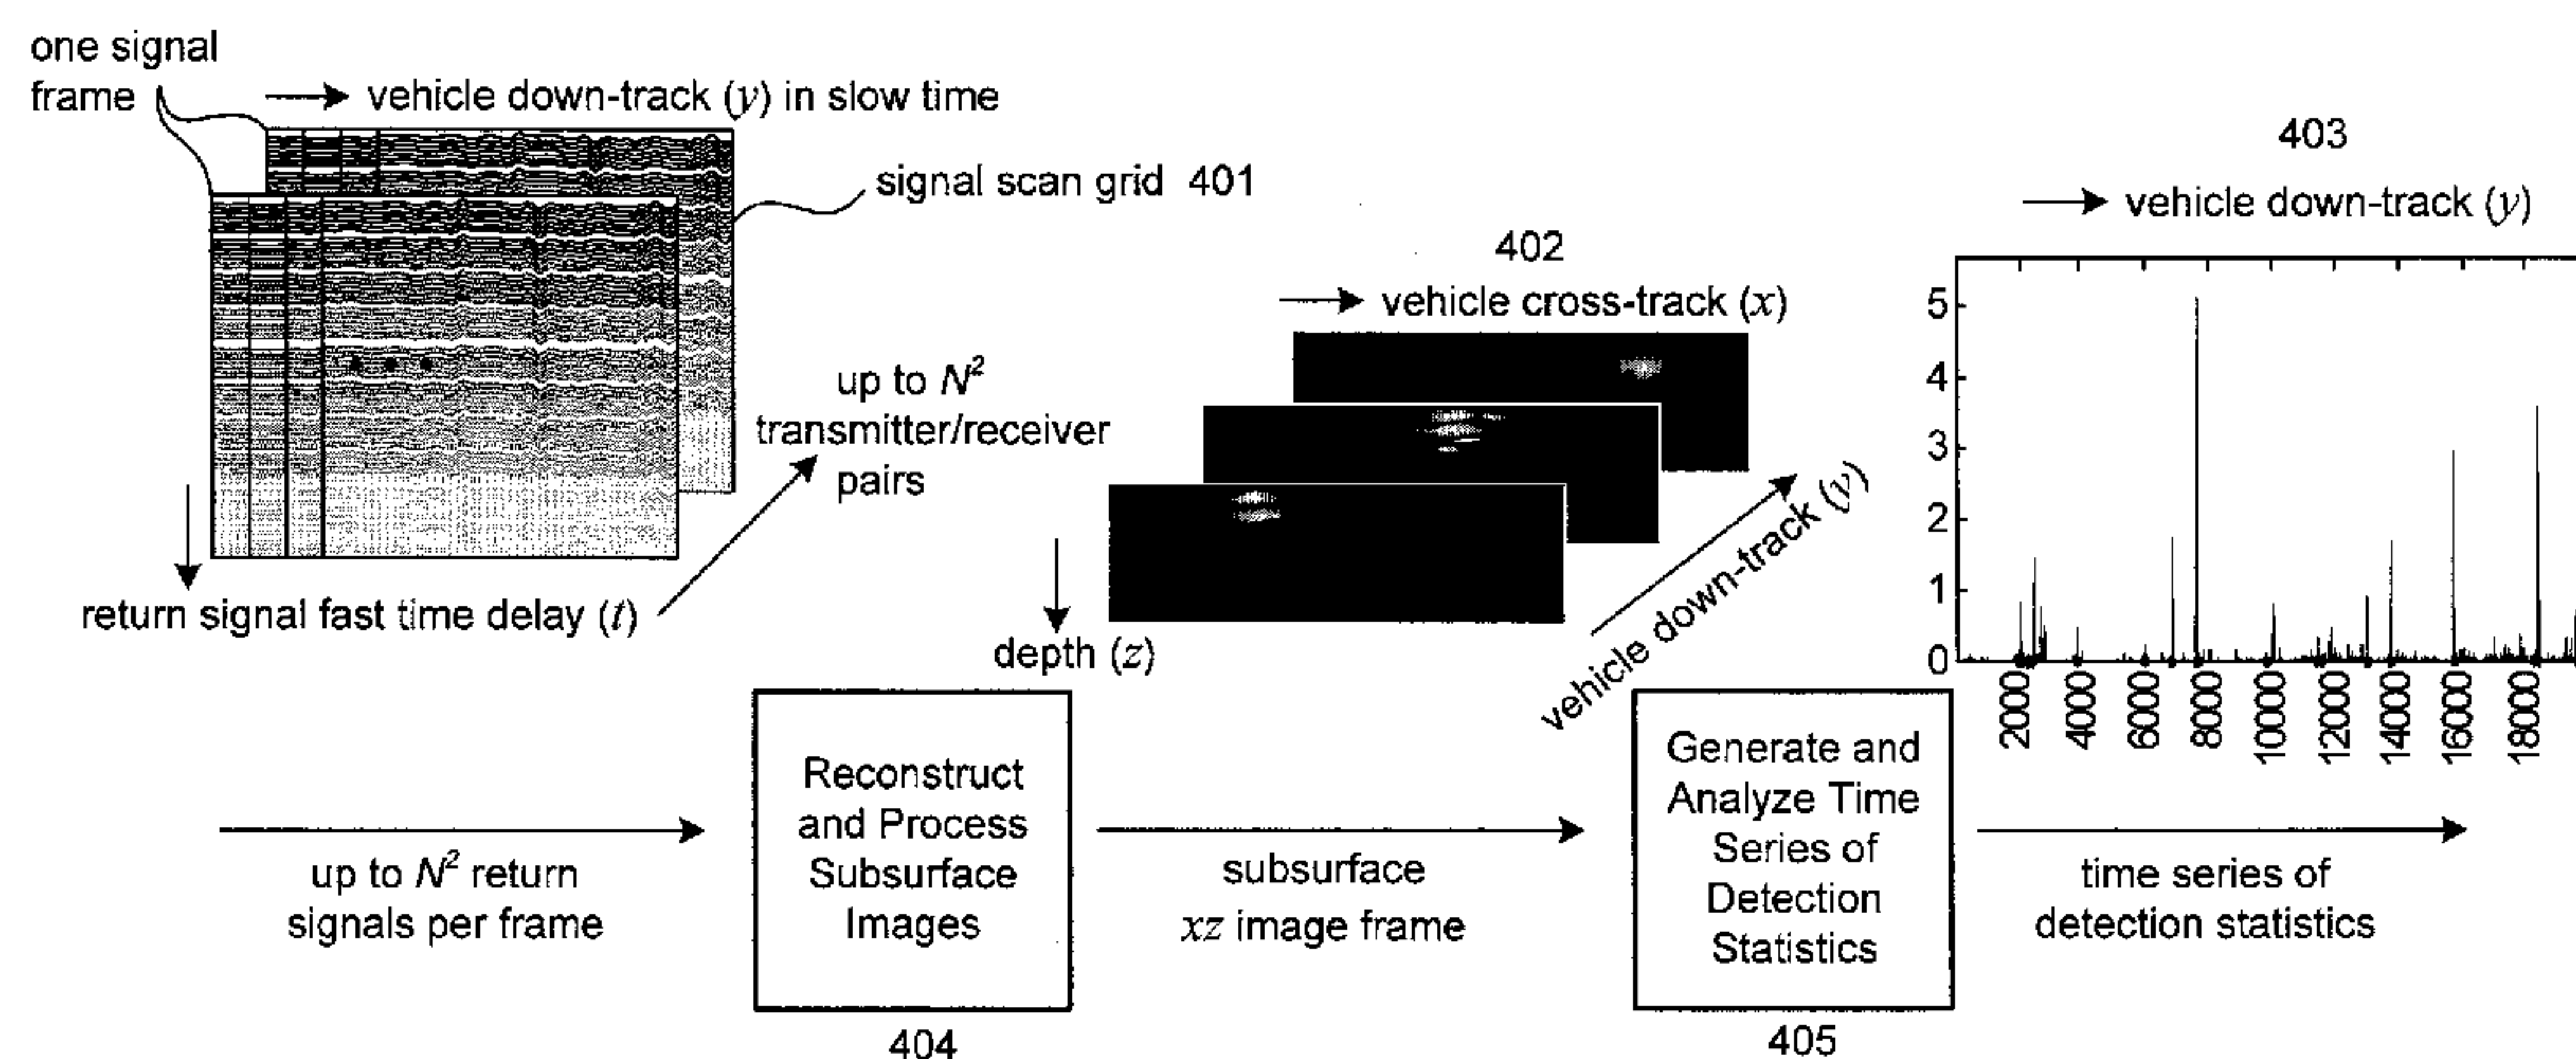 one signal
frame
vehicle down-track (y) in slow time
signal scan grid 401
up to N²
transmitter/receiver
pairs
return signal fast time delay (t)
402
vehicle cross-track (x)
depth (z)
vehicle down-track (y)
403
vehicle down-track (y)
5
4
3
2
1
0
2000
4000
6000
8000
10000
12000
14000
16000
18000
up to N² return
signals per frame
Reconstruct
and Process
Subsurface
Images
404
subsurface
xz image frame
Generate and
Analyze Time
Series of
Detection
Statistics
405
time series of
detection statistics